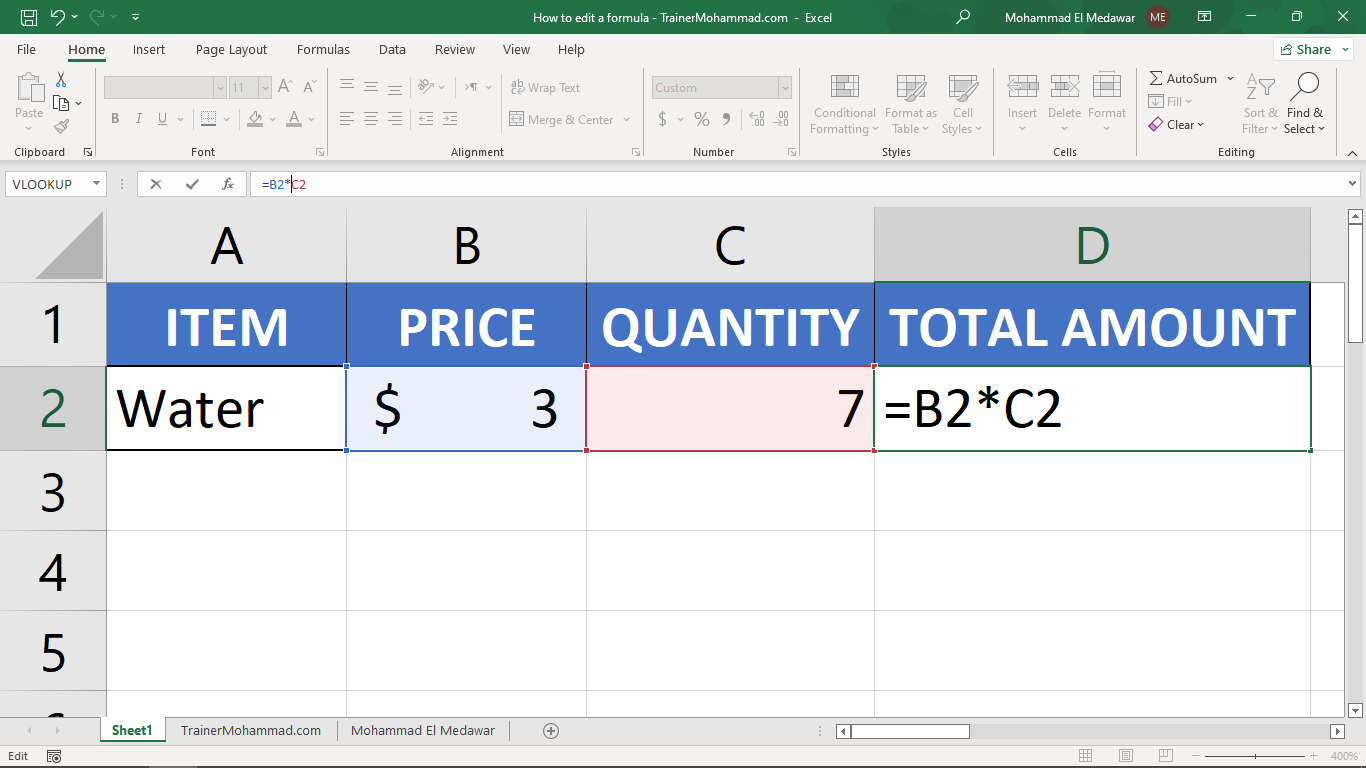 How to edit a formula - TrainerMohammad.com - Excel
Mohammad El Medawar ME
File Home Insert Page Layout Formulas Data Review View Help Share
11 Wrap Text Custom AutoSum
Paste Conditional Format as Cell Insert Delete Format Fill Sort & Find &
B I U A Merge & Center $ % Formatting Table Styles Clear Filter Select
Clipboard Font Alignment Number Styles Cells Editing
VLOOKUP fx =B2*C2
A B C D
1 ITEM PRICE QUANTITY TOTAL AMOUNT
2 Water $ 3 7 =B2*C2
3
4
5
Sheet1 TrainerMohammad.com Mohammad El Medawar
Edit 400%